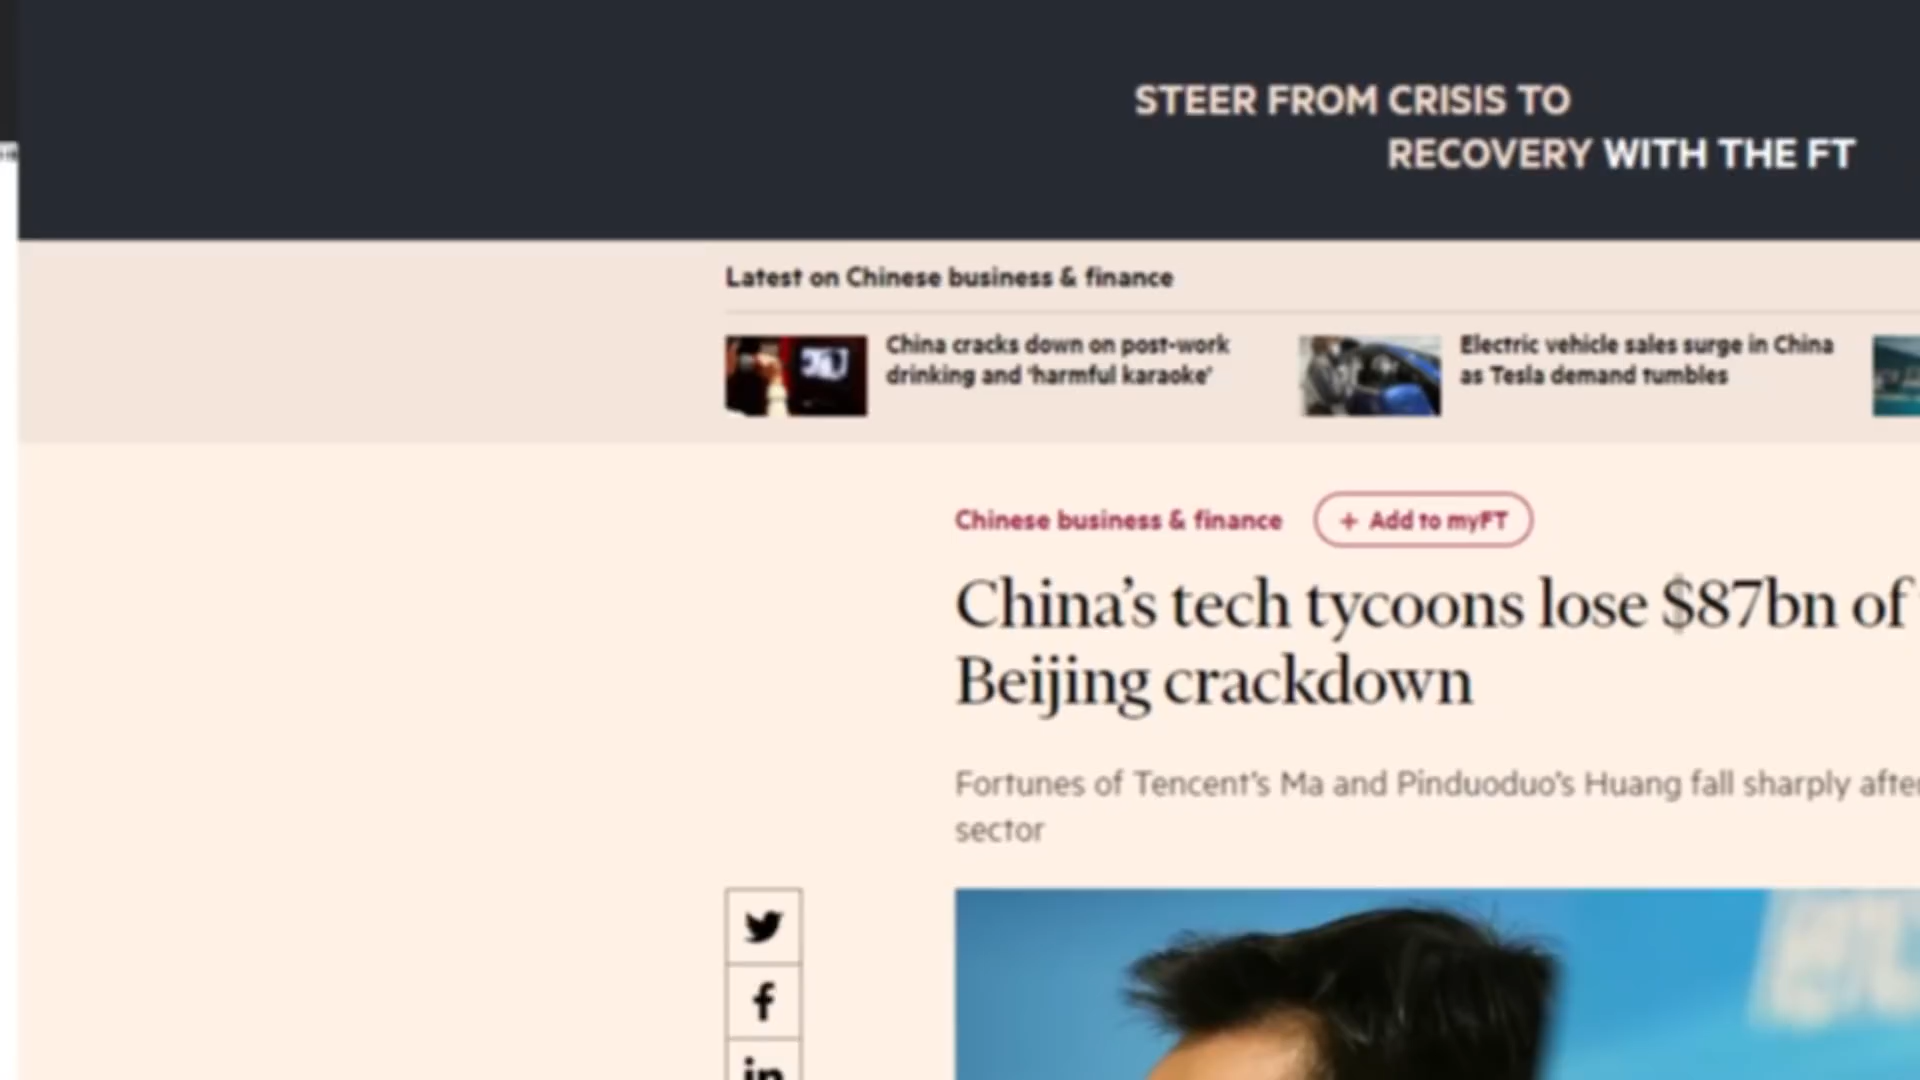 STEER FROM CRISIS TO
RECOVERY WITH THE FT
Latest on Chinese business & finance
China cracks down on post-work
drinking and ‘harmful karaoke’
Electric vehicle sales surge in China
as Tesla demand tumbles
Chinese business & finance
+ Add to myFT
China’s tech tycoons lose $87bn of
Beijing crackdown
Fortunes of Tencent’s Ma and Pinduoduo’s Huang fall sharply after
sector
f
in